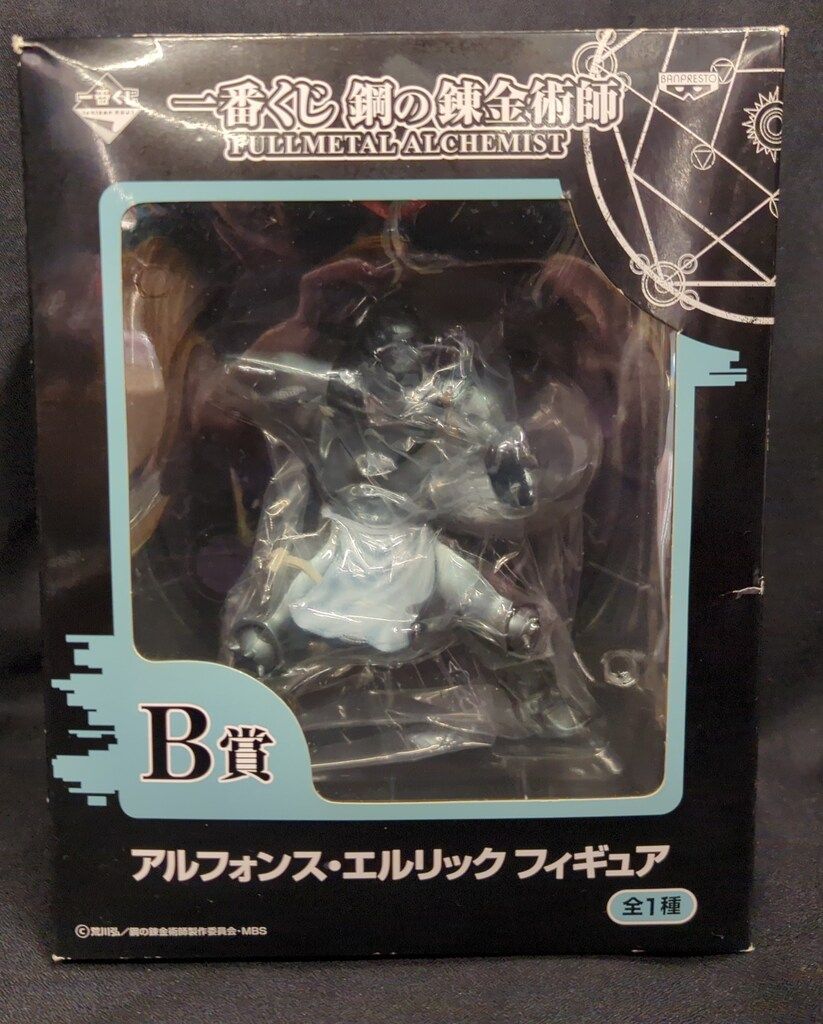 一番くじ
一番くじ 鋼の錬金術師
FULLMETAL ALCHEMIST
BANPRESTO
B賞
アルフォンス・エルリック フィギュア
全1種
©荒川弘/鋼の錬金術師製作委員会・MBS